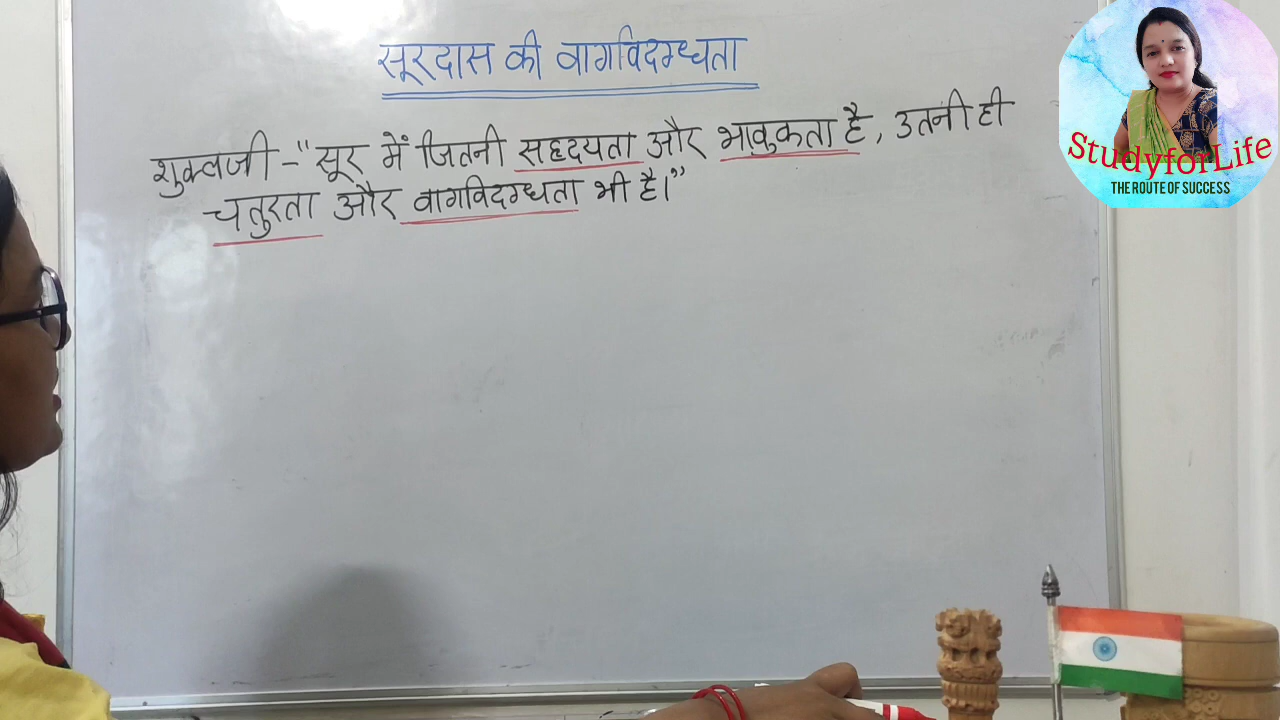 सूरदास की वागविदग्धता
शुक्लजी - "सूर में जितनी सहृदयता और भावुकता है, उतनी ही
चतुरता और वागविदग्धता भी है।"
StudyforLife
THE ROUTE OF SUCCESS